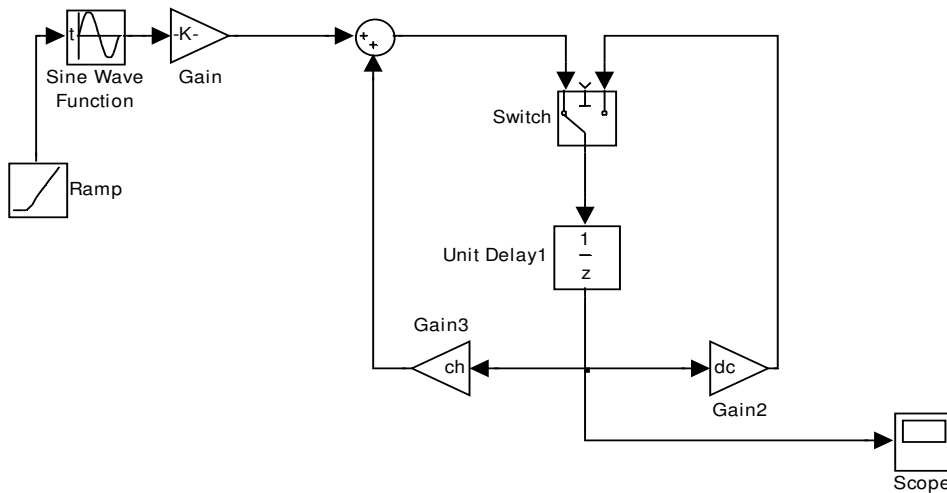 t
-K-
Sine Wave
Function
Gain
Ramp
Switch
Unit Delay1
1
z
Gain3
ch
dc
Gain2
Scope